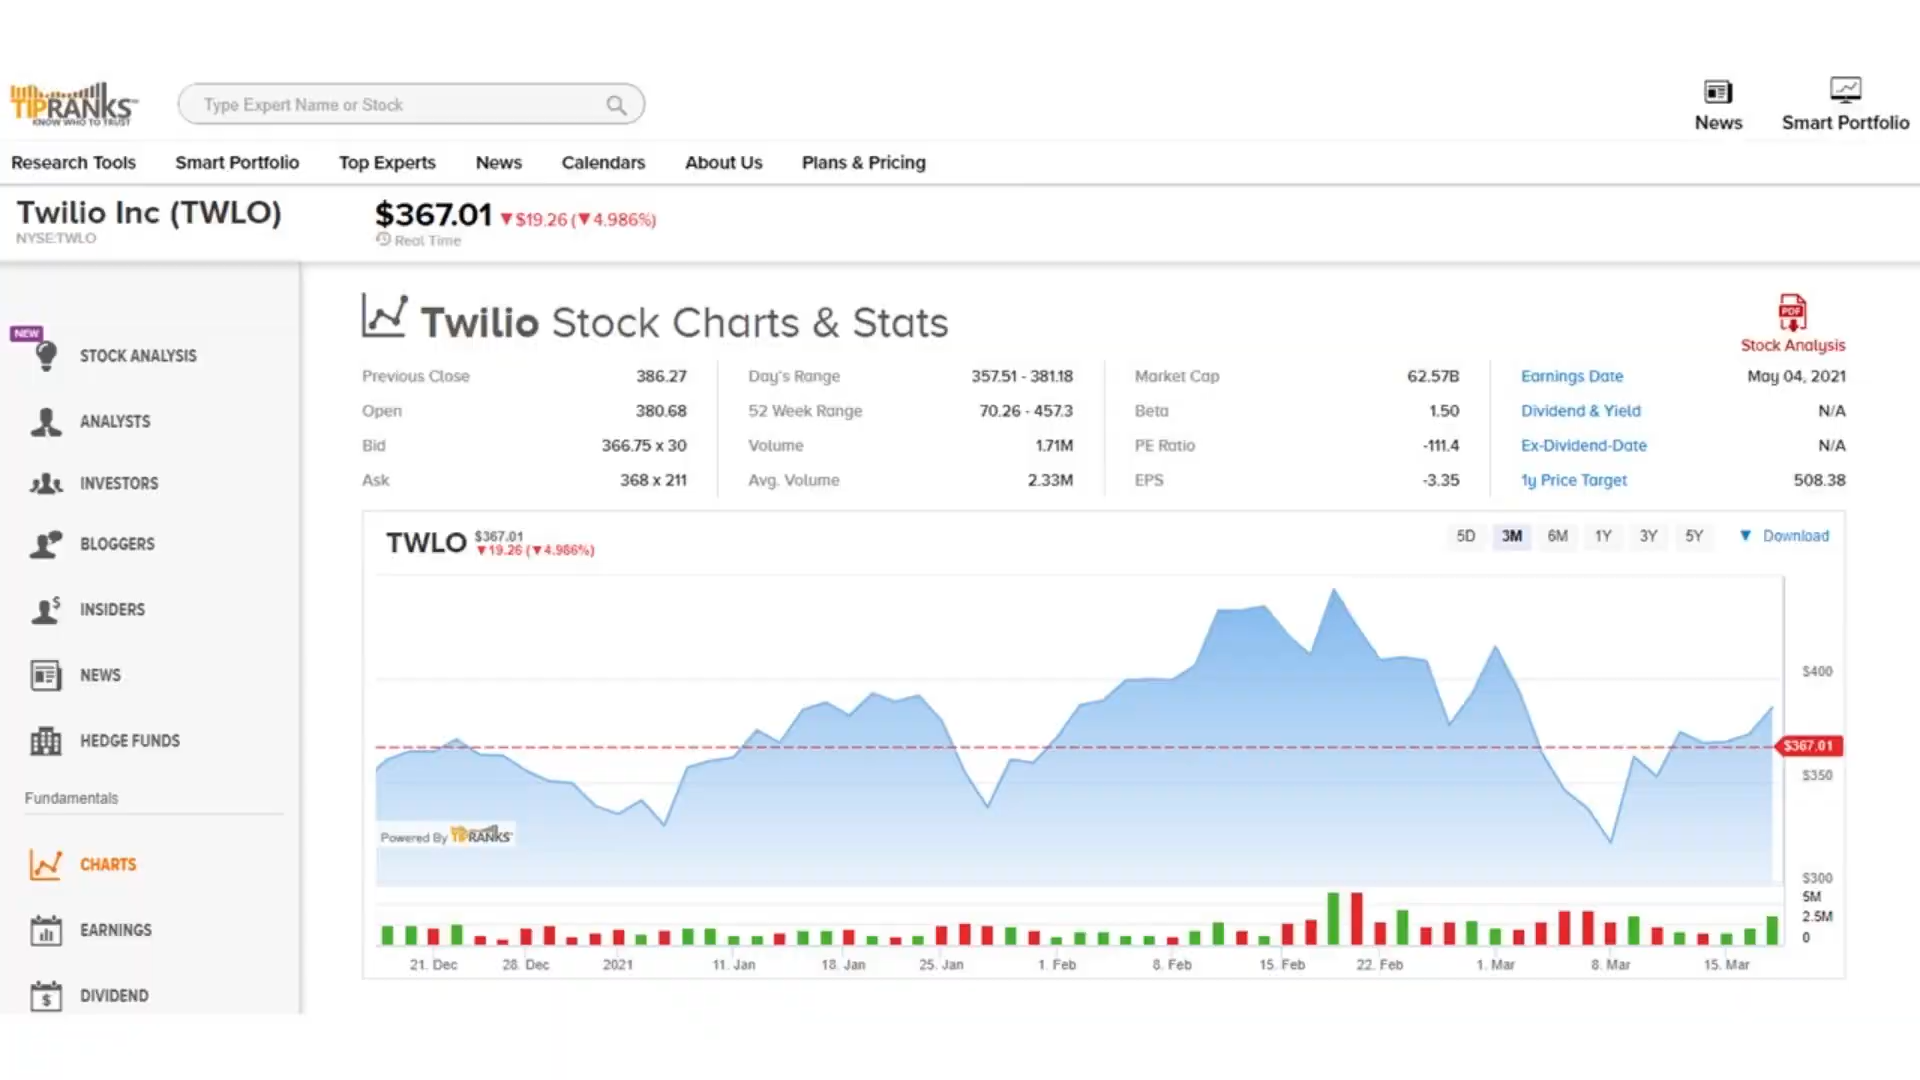 TIPRANKS
KNOW WHO TO TRUST
Type Expert Name or Stock
News
Smart Portfolio
Research Tools Smart Portfolio Top Experts News Calendars About Us Plans & Pricing
Twilio Inc (TWLO)
NYSE:TWLO
$367.01 ▼$19.26 (▼4.986%)
Real Time
NEW
STOCK ANALYSIS
ANALYSTS
INVESTORS
BLOGGERS
INSIDERS
NEWS
HEDGE FUNDS
Fundamentals
CHARTS
EARNINGS
DIVIDEND
Twilio Stock Charts & Stats
PDF
Stock Analysis
Previous Close 386.27 Day's Range 357.51 - 381.18 Market Cap 62.57B Earnings Date May 04, 2021
Open 380.68 52 Week Range 70.26 - 457.3 Beta 1.50 Dividend & Yield N/A
Bid 366.75 x 30 Volume 1.71M PE Ratio -111.4 Ex-Dividend-Date N/A
Ask 368 x 211 Avg. Volume 2.33M EPS -3.35 1y Price Target 508.38
TWLO $367.01
▼19.26 (▼4.986%)
5D 3M 6M 1Y 3Y 5Y ▼ Download
$400
$367.01
$350
Powered By TIPRANKS
$300
5M
2.5M
0
21. Dec 28. Dec 2021 11. Jan 18. Jan 25. Jan 1. Feb 8. Feb 15. Feb 22. Feb 1. Mar 8. Mar 15. Mar